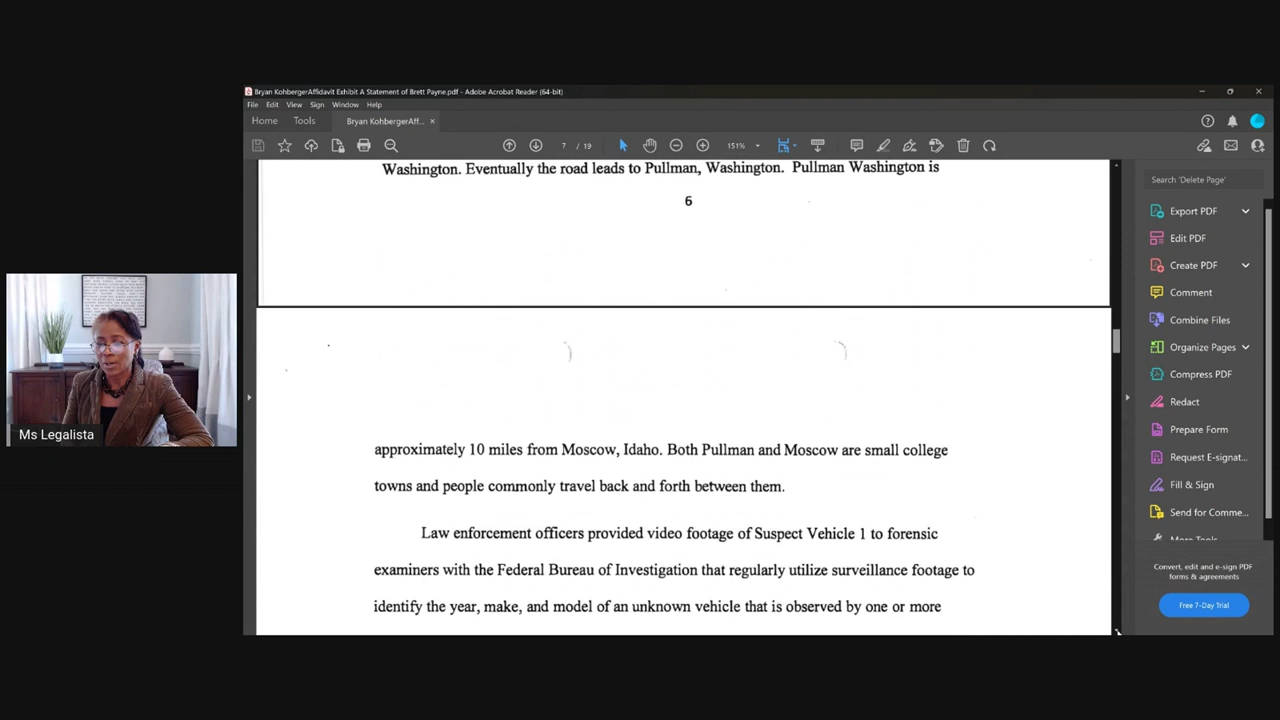 Bryan KohbergerAffidavit Exhibit A Statement of Brett Payne.pdf - Adobe Acrobat Reader (64-bit)
File Edit View Sign Window Help
Home Tools Bryan KohbergerAff... ×
7 / 19 151%
Washington. Eventually the road leads to Pullman, Washington. Pullman Washington is
6
approximately 10 miles from Moscow, Idaho. Both Pullman and Moscow are small college
towns and people commonly travel back and forth between them.
Law enforcement officers provided video footage of Suspect Vehicle 1 to forensic
examiners with the Federal Bureau of Investigation that regularly utilize surveillance footage to
identify the year, make, and model of an unknown vehicle that is observed by one or more
Search 'Delete Page'
Export PDF
Edit PDF
Create PDF
Comment
Combine Files
Organize Pages
Compress PDF
Redact
Prepare Form
Request E-signat...
Fill & Sign
Send for Comme...
More Tools
Convert, edit and e-sign PDF
forms & agreements
Free 7-Day Trial
Ms Legalista